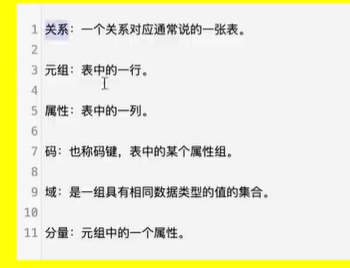 1 关系：一个关系对应通常说的一张表。
2
3 元组：表中的一行。
4
5 属性：表中的一列。
6
7 码：也称码键，表中的某个属性组。
8
9 域：是一组具有相同数据类型的值的集合。
10
11 分量：元组中的一个属性。